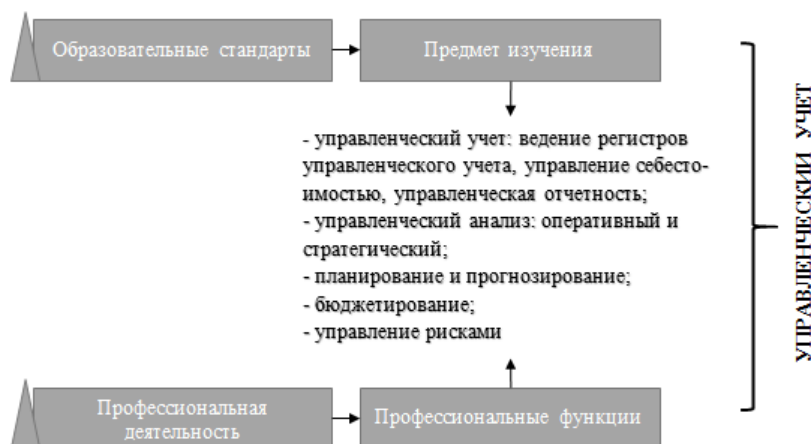 Образовательные стандарты
Предмет изучения
- управленческий учет: ведение регистров
управленческого учета, управление себесто-
имостью, управленческая отчетность;
- управленческий анализ: оперативный и
стратегический;
- планирование и прогнозирование;
- бюджетирование;
- управление рисками
Профессиональная
деятельность
Профессиональные функции
УПРАВЛЕНЧЕСКИЙ УЧЕТ